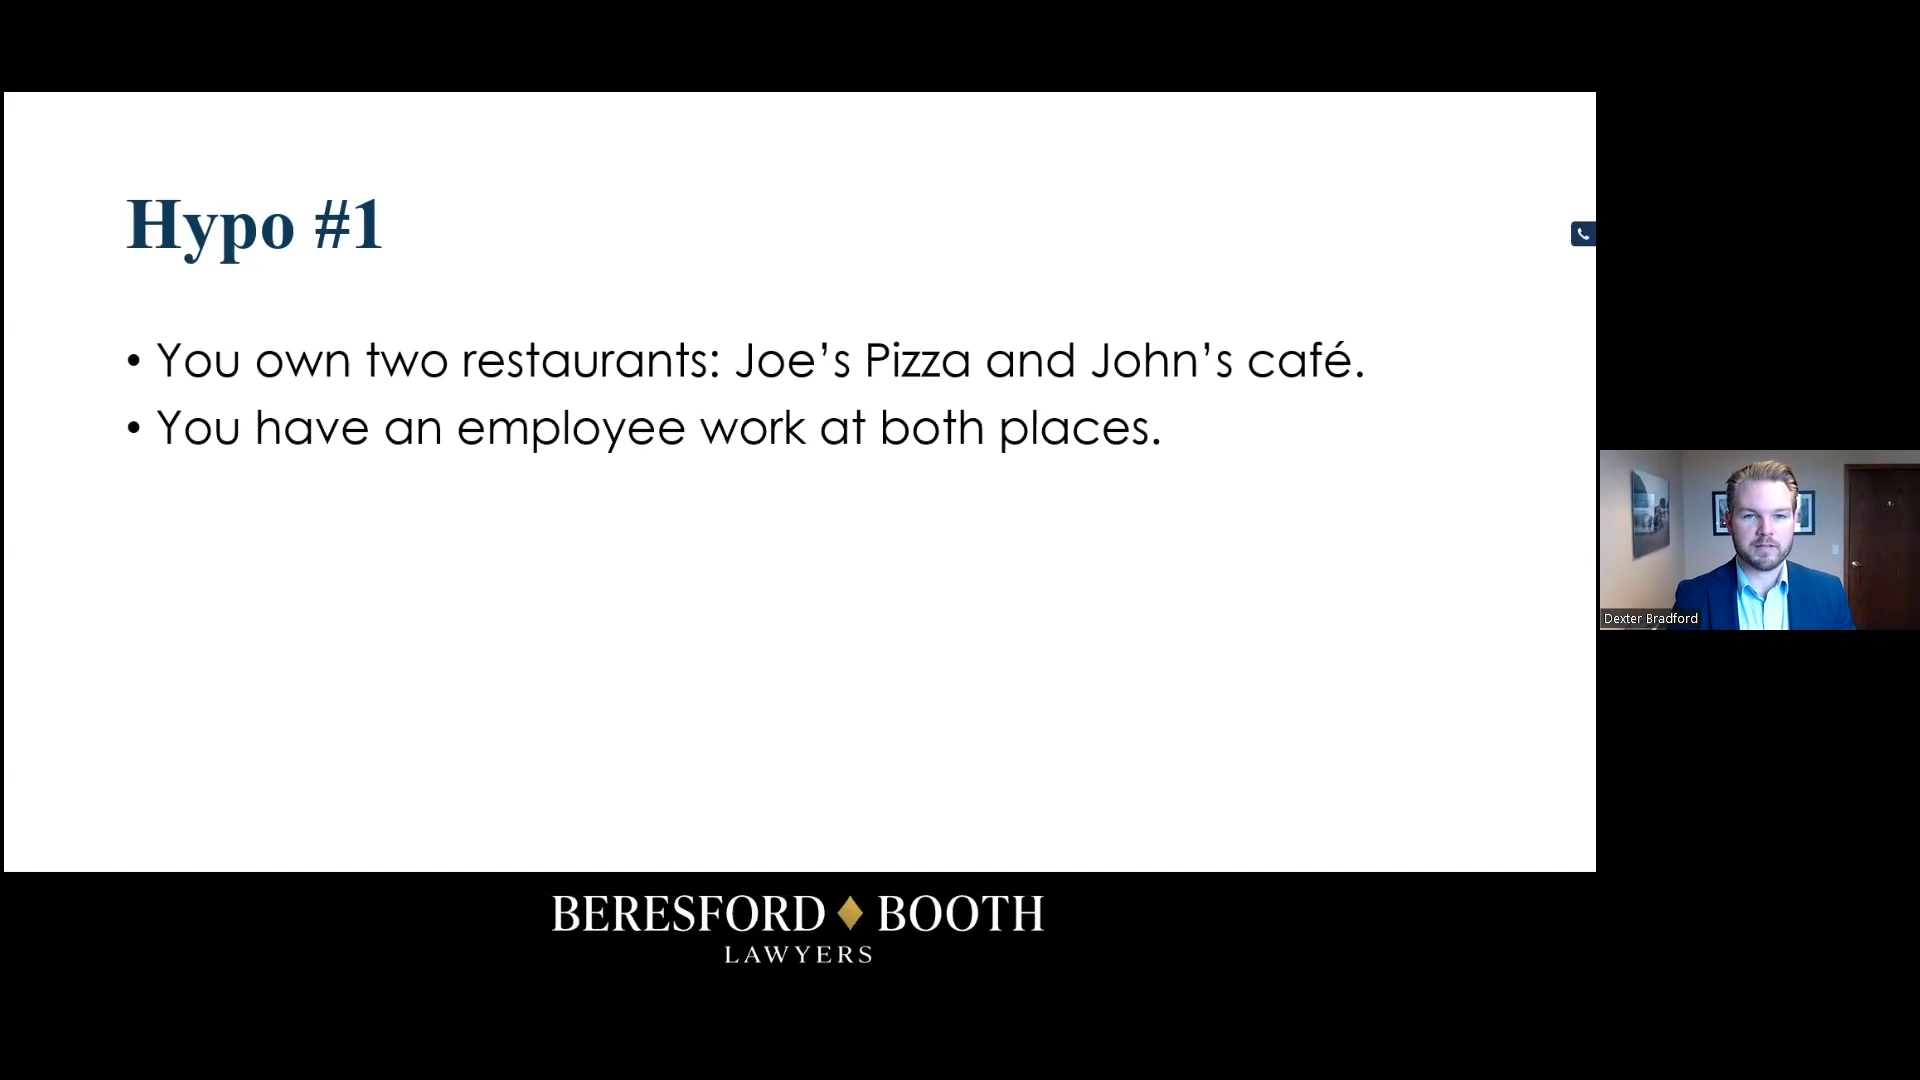 Hypo #1
• You own two restaurants: Joe’s Pizza and John’s café.
• You have an employee work at both places.
Dexter Bradford
BERESFORD BOOTH
LAWYERS